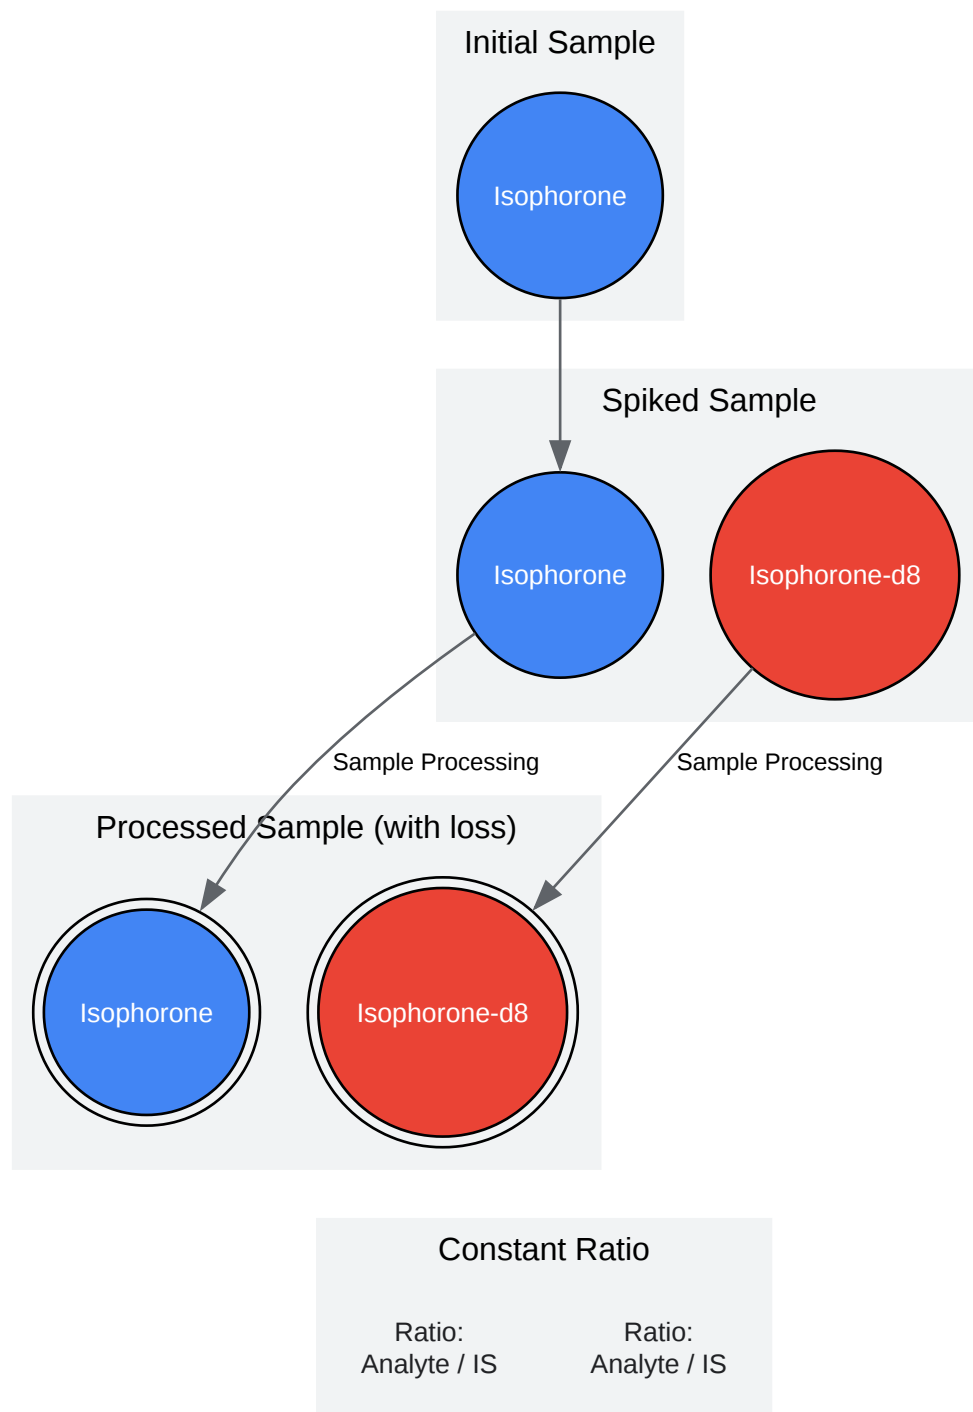 Initial Sample
Isophorone
Spiked Sample
Isophorone
Isophorone-d8
Sample Processing
Sample Processing
Processed Sample (with loss)
Isophorone
Isophorone-d8
Constant Ratio
Ratio:
Analyte / IS
Ratio:
Analyte / IS